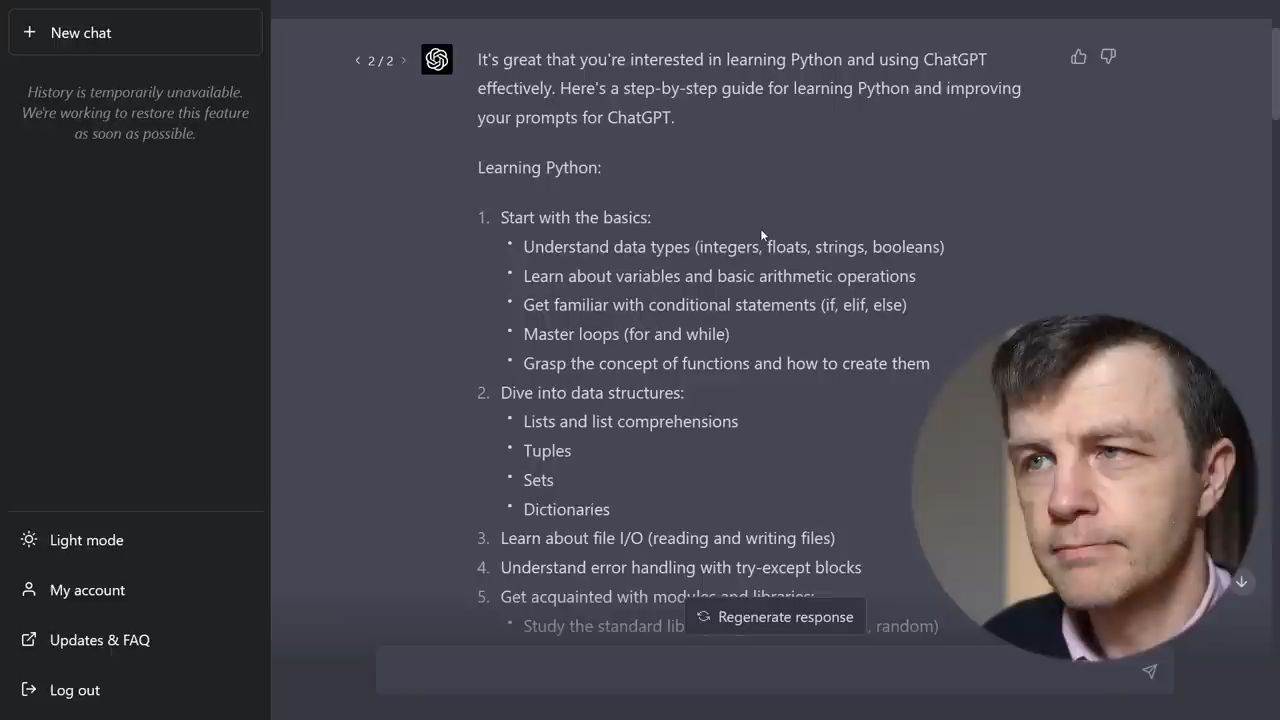 New chat
History is temporarily unavailable.
We're working to restore this feature
as soon as possible.
Light mode
My account
Updates & FAQ
Log out
2 / 2
It's great that you're interested in learning Python and using ChatGPT
effectively. Here's a step-by-step guide for learning Python and improving
your prompts for ChatGPT.
Learning Python:
1. Start with the basics:
• Understand data types (integers, floats, strings, booleans)
• Learn about variables and basic arithmetic operations
• Get familiar with conditional statements (if, elif, else)
• Master loops (for and while)
• Grasp the concept of functions and how to create them
2. Dive into data structures:
• Lists and list comprehensions
• Tuples
• Sets
• Dictionaries
3. Learn about file I/O (reading and writing files)
4. Understand error handling with try-except blocks
5. Get acquainted with modules and libraries:
• Study the standard , random)
Regenerate response